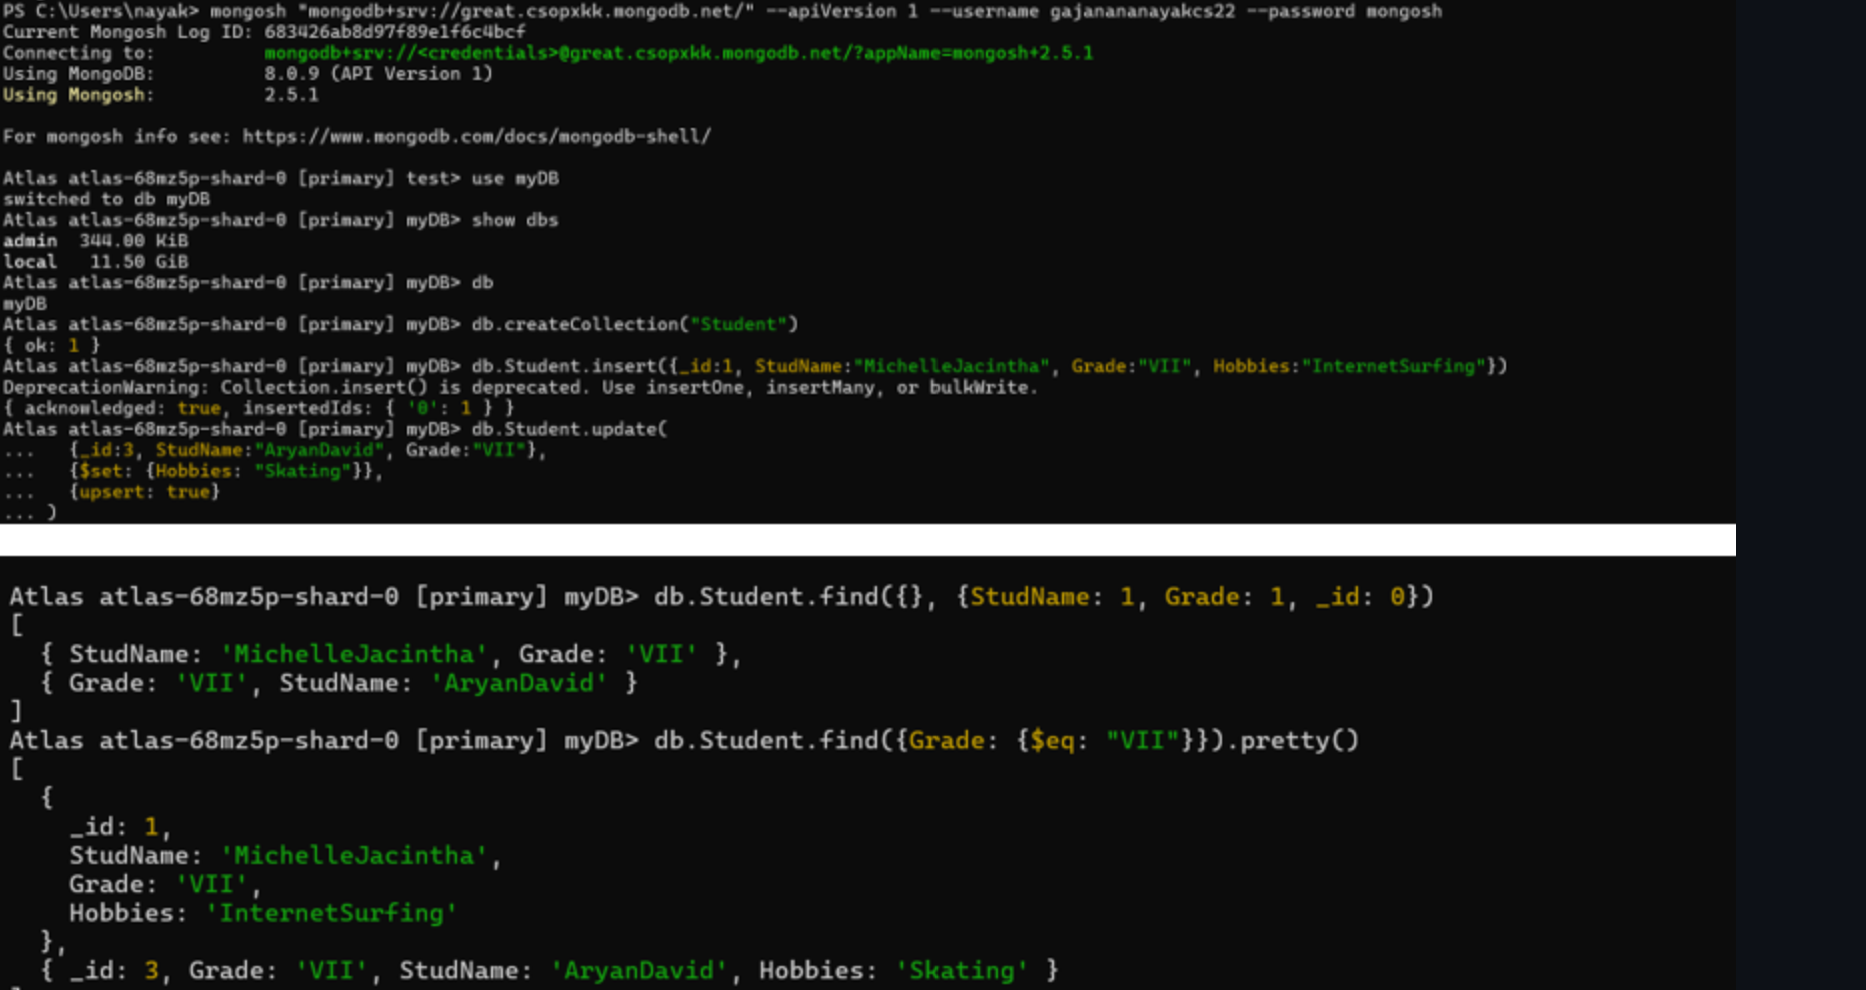 PS C:\Users\nayak> mongosh "mongodb+srv://great.csopxkk.mongodb.net/" --apiVersion 1 --username gajanananayakcs22 --password mongosh
Current Mongosh Log ID: 683426ab8d97f89e1f6c4bcf
Connecting to:          mongodb+srv://<credentials>@great.csopxkk.mongodb.net/?appName=mongosh+2.5.1
Using MongoDB:          8.0.9 (API Version 1)
Using Mongosh:          2.5.1
For mongosh info see: https://www.mongodb.com/docs/mongodb-shell/
Atlas atlas-68mz5p-shard-0 [primary] test> use myDB
switched to db myDB
Atlas atlas-68mz5p-shard-0 [primary] myDB> show dbs
admin  344.00 KiB
local   11.50 GiB
Atlas atlas-68mz5p-shard-0 [primary] myDB> db
myDB
Atlas atlas-68mz5p-shard-0 [primary] myDB> db.createCollection("Student")
{ ok: 1 }
Atlas atlas-68mz5p-shard-0 [primary] myDB> db.Student.insert({_id:1, StudName:"MichelleJacintha", Grade:"VII", Hobbies:"InternetSurfing"})
DeprecationWarning: Collection.insert() is deprecated. Use insertOne, insertMany, or bulkWrite.
{ acknowledged: true, insertedIds: { '0': 1 } }
Atlas atlas-68mz5p-shard-0 [primary] myDB> db.Student.update(
...   {_id:3, StudName:"AryanDavid", Grade:"VII"},
...   {$set: {Hobbies: "Skating"}},
...   {upsert: true}
... )
Atlas atlas-68mz5p-shard-0 [primary] myDB> db.Student.find({}, {StudName: 1, Grade: 1, _id: 0})
[
  { StudName: 'MichelleJacintha', Grade: 'VII' },
  { Grade: 'VII', StudName: 'AryanDavid' }
]
Atlas atlas-68mz5p-shard-0 [primary] myDB> db.Student.find({Grade: {$eq: "VII"}}).pretty()
[
  {
    _id: 1,
    StudName: 'MichelleJacintha',
    Grade: 'VII',
    Hobbies: 'InternetSurfing'
  },
  { _id: 3, Grade: 'VII', StudName: 'AryanDavid', Hobbies: 'Skating' }